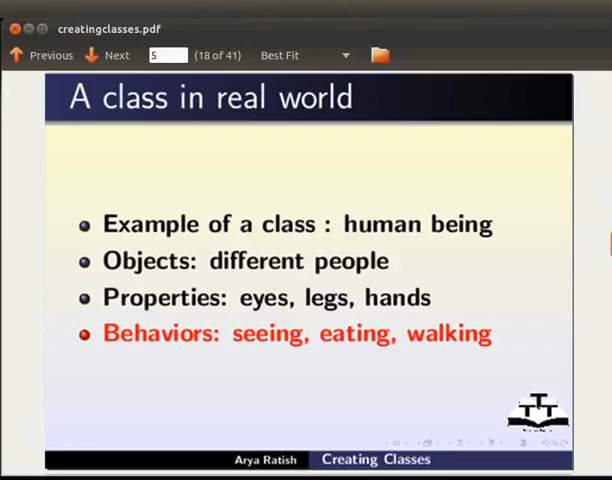 creatingclasses.pdf
Previous Next 5 (18 of 41) Best Fit
A class in real world
Example of a class : human being
Objects: different people
Properties: eyes, legs, hands
Behaviors: seeing, eating, walking
TTT
Arya Ratish Creating Classes